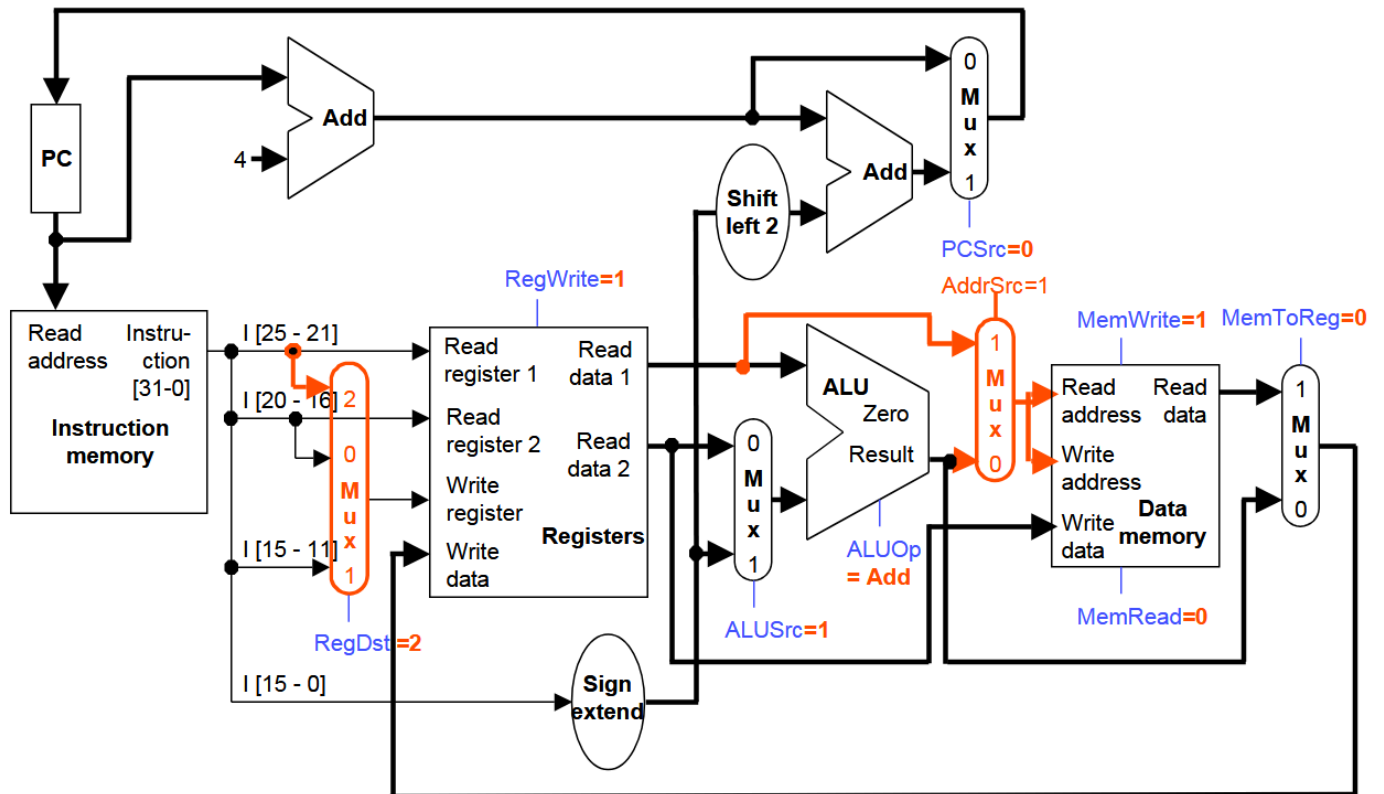 PC
4
Add
Shift
left 2
Add
0
M
u
x
1
PCSrc=0
Read
address
Instru-
ction
[31-0]
Instruction
memory
I [25 - 21]
I [20 - 16]
I [15 - 11]
I [15 - 0]
2
0
M
u
x
1
RegDst=2
RegWrite=1
Read
register 1
Read
register 2
Write
register
Write
data
Read
data 1
Read
data 2
Registers
Sign
extend
0
M
u
x
1
ALUSrc=1
ALU
Zero
Result
ALUOp
= Add
AddrSrc=1
1
M
u
x
0
MemWrite=1
Read
address
Write
address
Write
data
Read
data
Data
memory
MemRead=0
MemToReg=0
1
M
u
x
0